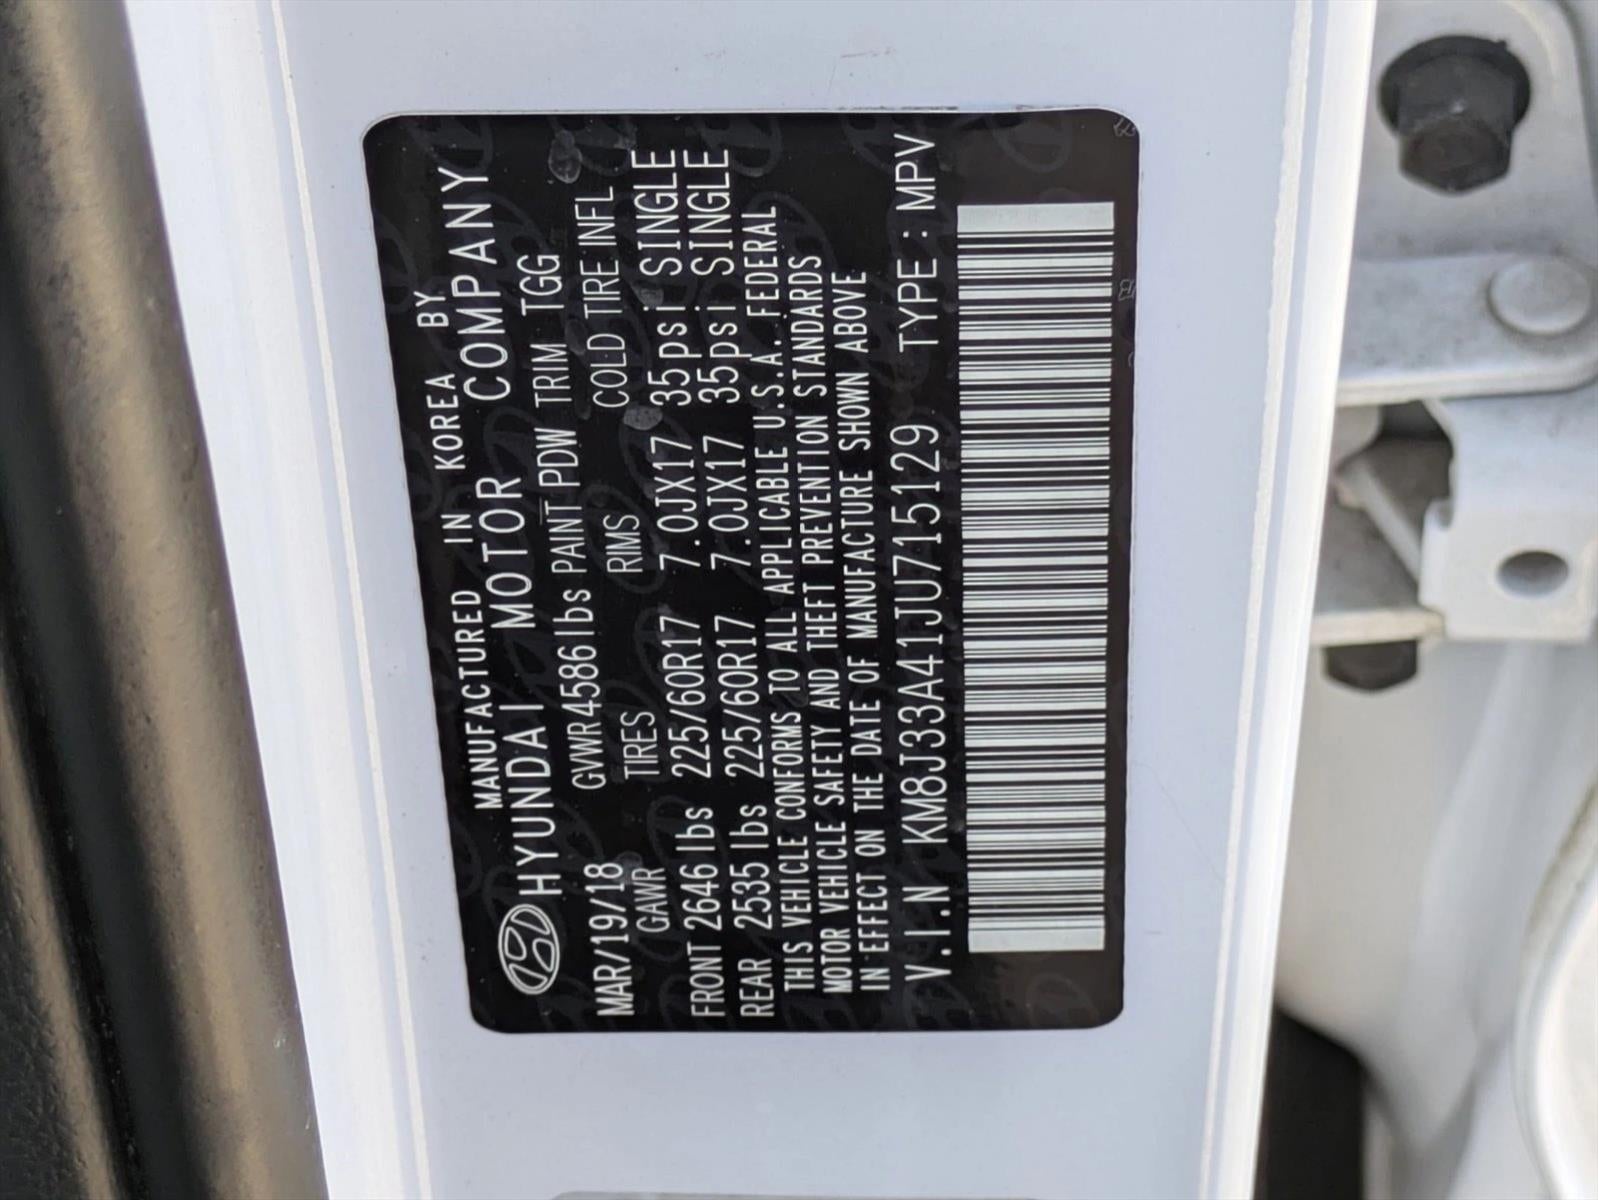 MANUFACTURED IN KOREA BY
HYUNDAI MOTOR COMPANY
GVWR4586lbs PAINT PDW TRIM TGG
MAR/19/18
GAWR TIRES RIMS COLD TIRE INFL
FRONT 2646 lbs 225/60R17 7.0JX17 35psi SINGLE
REAR 2535 lbs 225/60R17 7.0JX17 35psi SINGLE
THIS VEHICLE CONFORMS TO ALL APPLICABLE U.S.A. FEDERAL
MOTOR VEHICLE SAFETY AND THEFT PREVENTION STANDARDS
IN EFFECT ON THE DATE OF MANUFACTURE SHOWN ABOVE
V.I.N KM8J33A41JU715129 TYPE:MPV